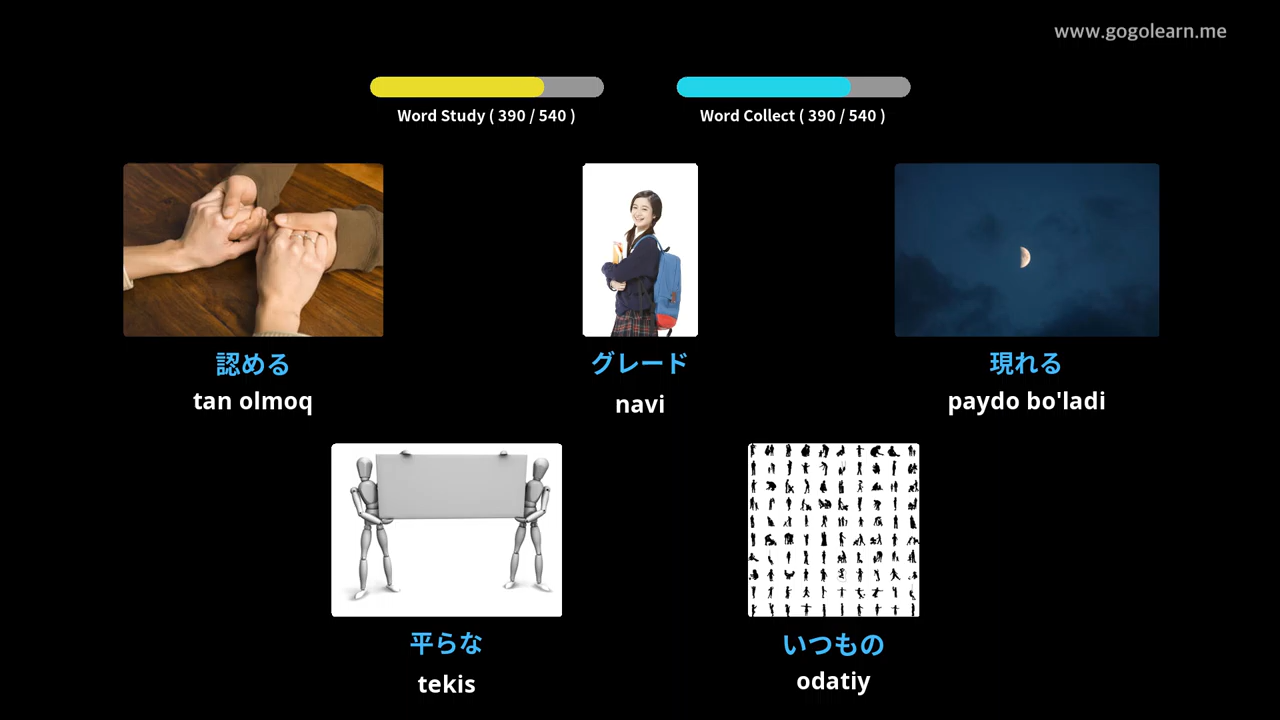 www.gogolearn.me
Word Study ( 390 / 540 )
Word Collect ( 390 / 540 )
認める
tan olmoq
グレード
navi
現れる
paydo bo'ladi
平らな
tekis
いつもの
odatiy